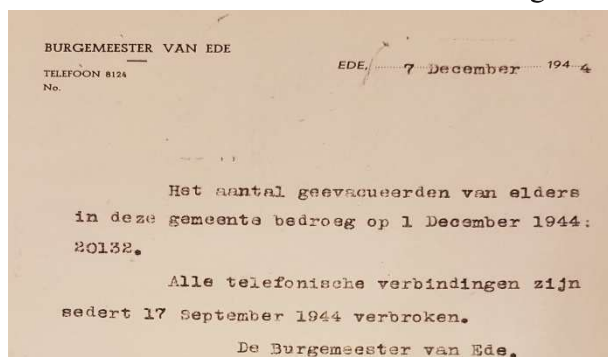 BURGEMEESTER VAN EDE
TELEFOON 8124
No.
EDE, 7 December 1944
Het aantal geevacueerden van elders
in deze gemeente bedroeg op 1 December 1944:
20132.
Alle telefonische verbindingen zijn
sedert 17 September 1944 verbroken.
De Burgemeester van Ede.